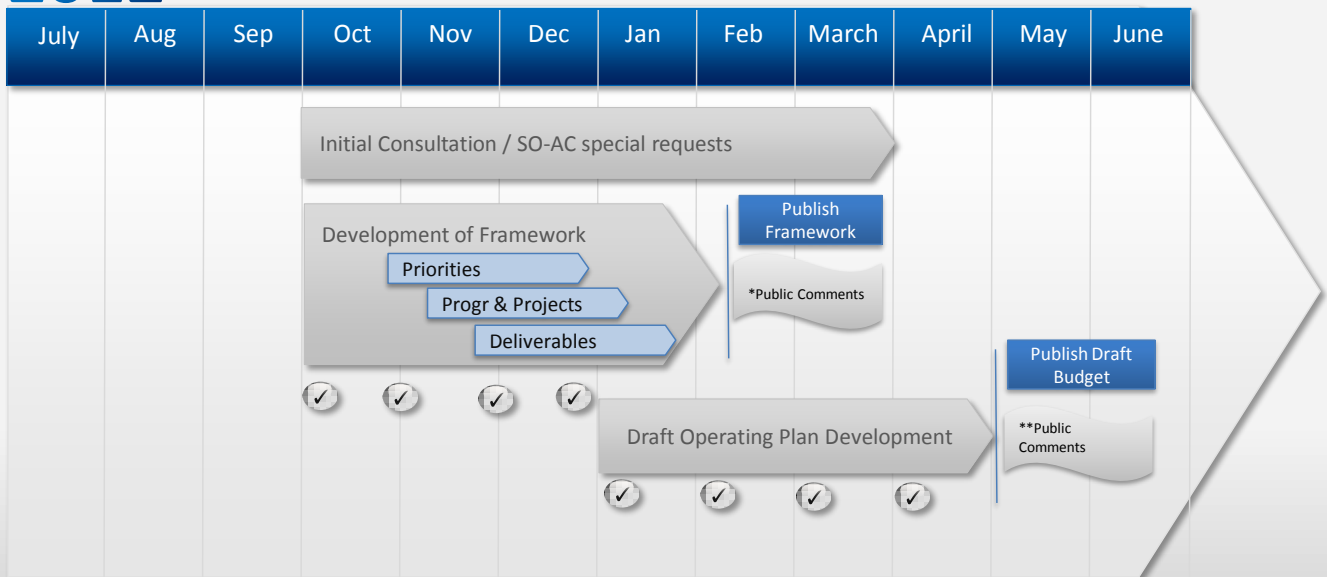 July Aug Sep Oct Nov Dec Jan Feb March April May June
Initial Consultation / SO-AC special requests
Publish
Framework
Development of Framework
Priorities
*Public Comments
Progr & Projects
Deliverables
Publish Draft
Budget
✓ ✓ ✓ ✓
Draft Operating Plan Development
**Public
Comments
✓ ✓ ✓ ✓